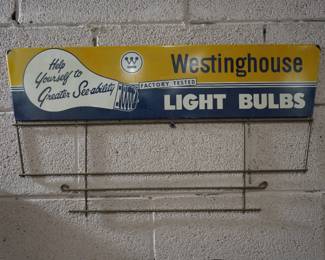 Help
Yourself to
Greater See-ability
W
Westinghouse
FACTORY TESTED
LIGHT BULBS